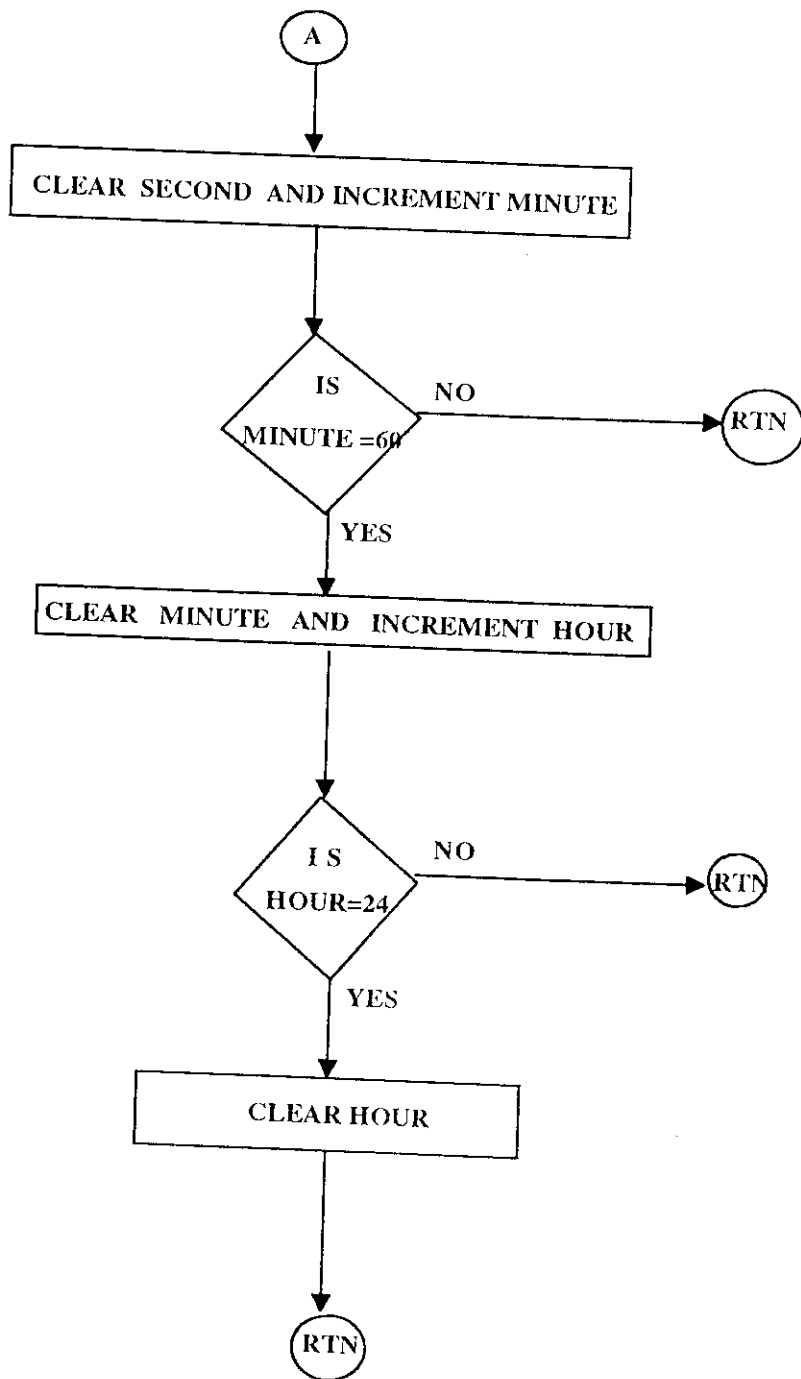 A
CLEAR SECOND AND INCREMENT MINUTE
IS
MINUTE =60
NO
RTN
YES
CLEAR MINUTE AND INCREMENT HOUR
I S
HOUR=24
NO
RTN
YES
CLEAR HOUR
RTN